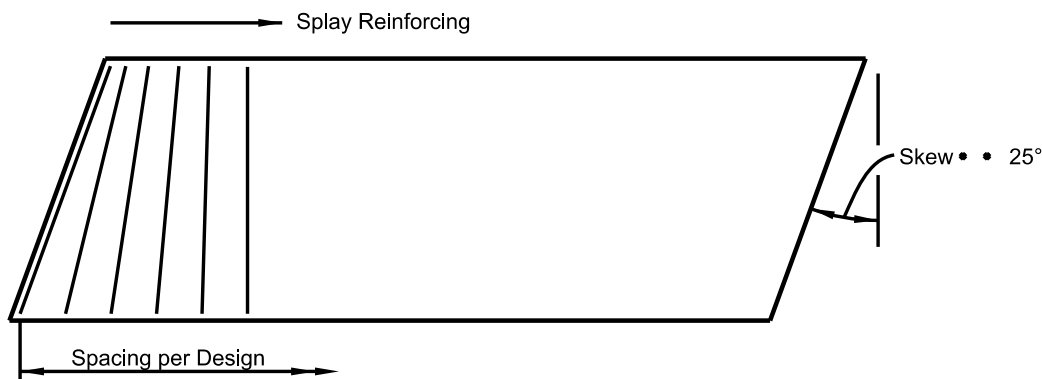 Splay Reinforcing
Skew • • 25°
Spacing per Design